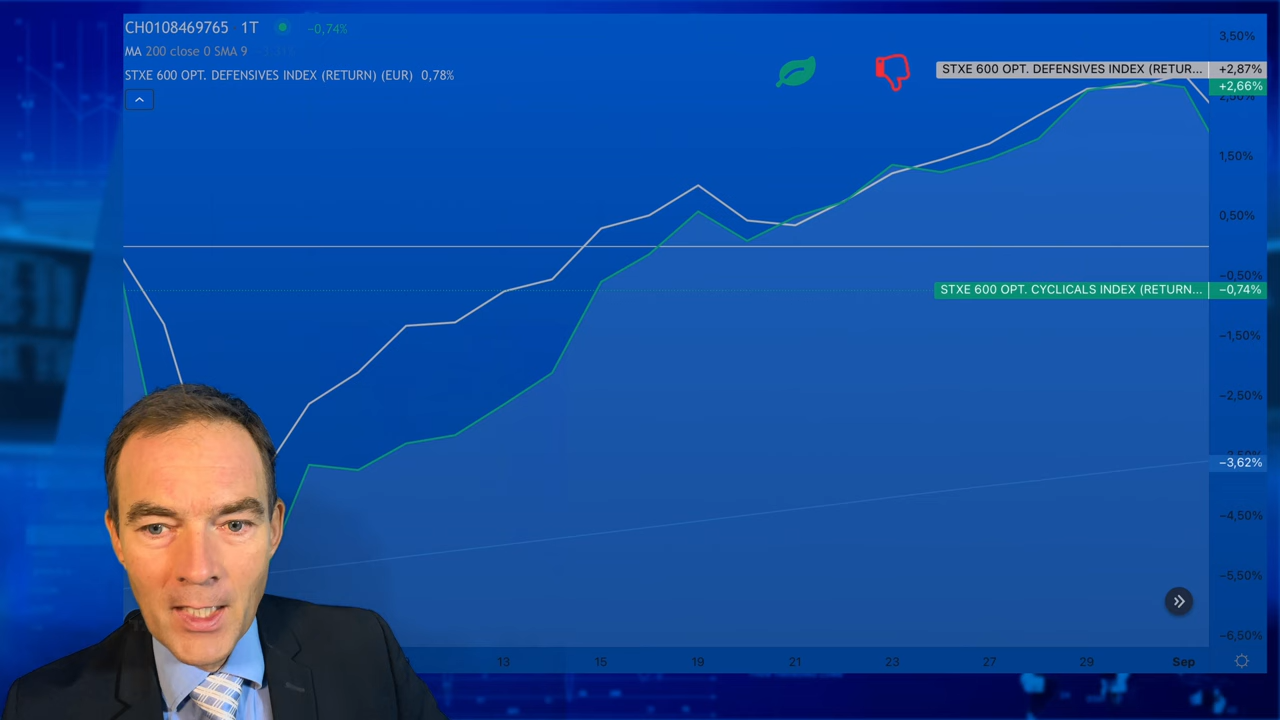 CH0108469765 1T −0,74%
MA 200 close 0 SMA 9
STXE 600 OPT. DEFENSIVES INDEX (RETURN) (EUR) 0,78%
3,50%
STXE 600 OPT. DEFENSIVES INDEX (RETUR... +2,87%
+2,66%
2,50%
1,50%
0,50%
−0,50%
STXE 600 OPT. CYCLICALS INDEX (RETURN... −0,74%
−1,50%
−2,50%
−3,62%
−4,50%
−5,50%
−6,50%
13 15 19 21 23 27 29 Sep